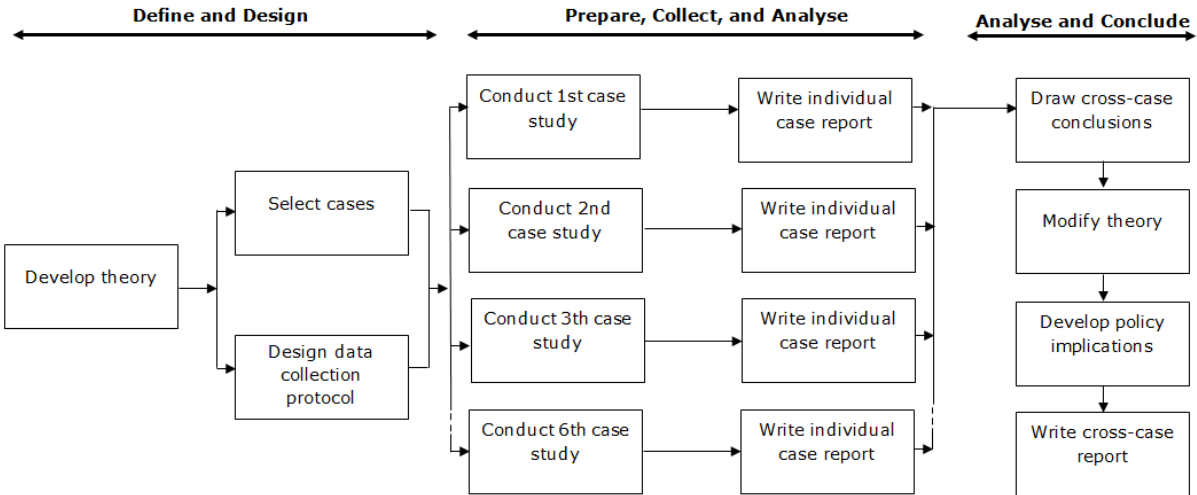 Define and Design
Prepare, Collect, and Analyse
Analyse and Conclude
Develop theory
Select cases
Design data
collection
protocol
Conduct 1st case
study
Write individual
case report
Conduct 2nd
case study
Write individual
case report
Conduct 3th case
study
Write individual
case report
Conduct 6th case
study
Write individual
case report
Draw cross-case
conclusions
Modify theory
Develop policy
implications
Write cross-case
report